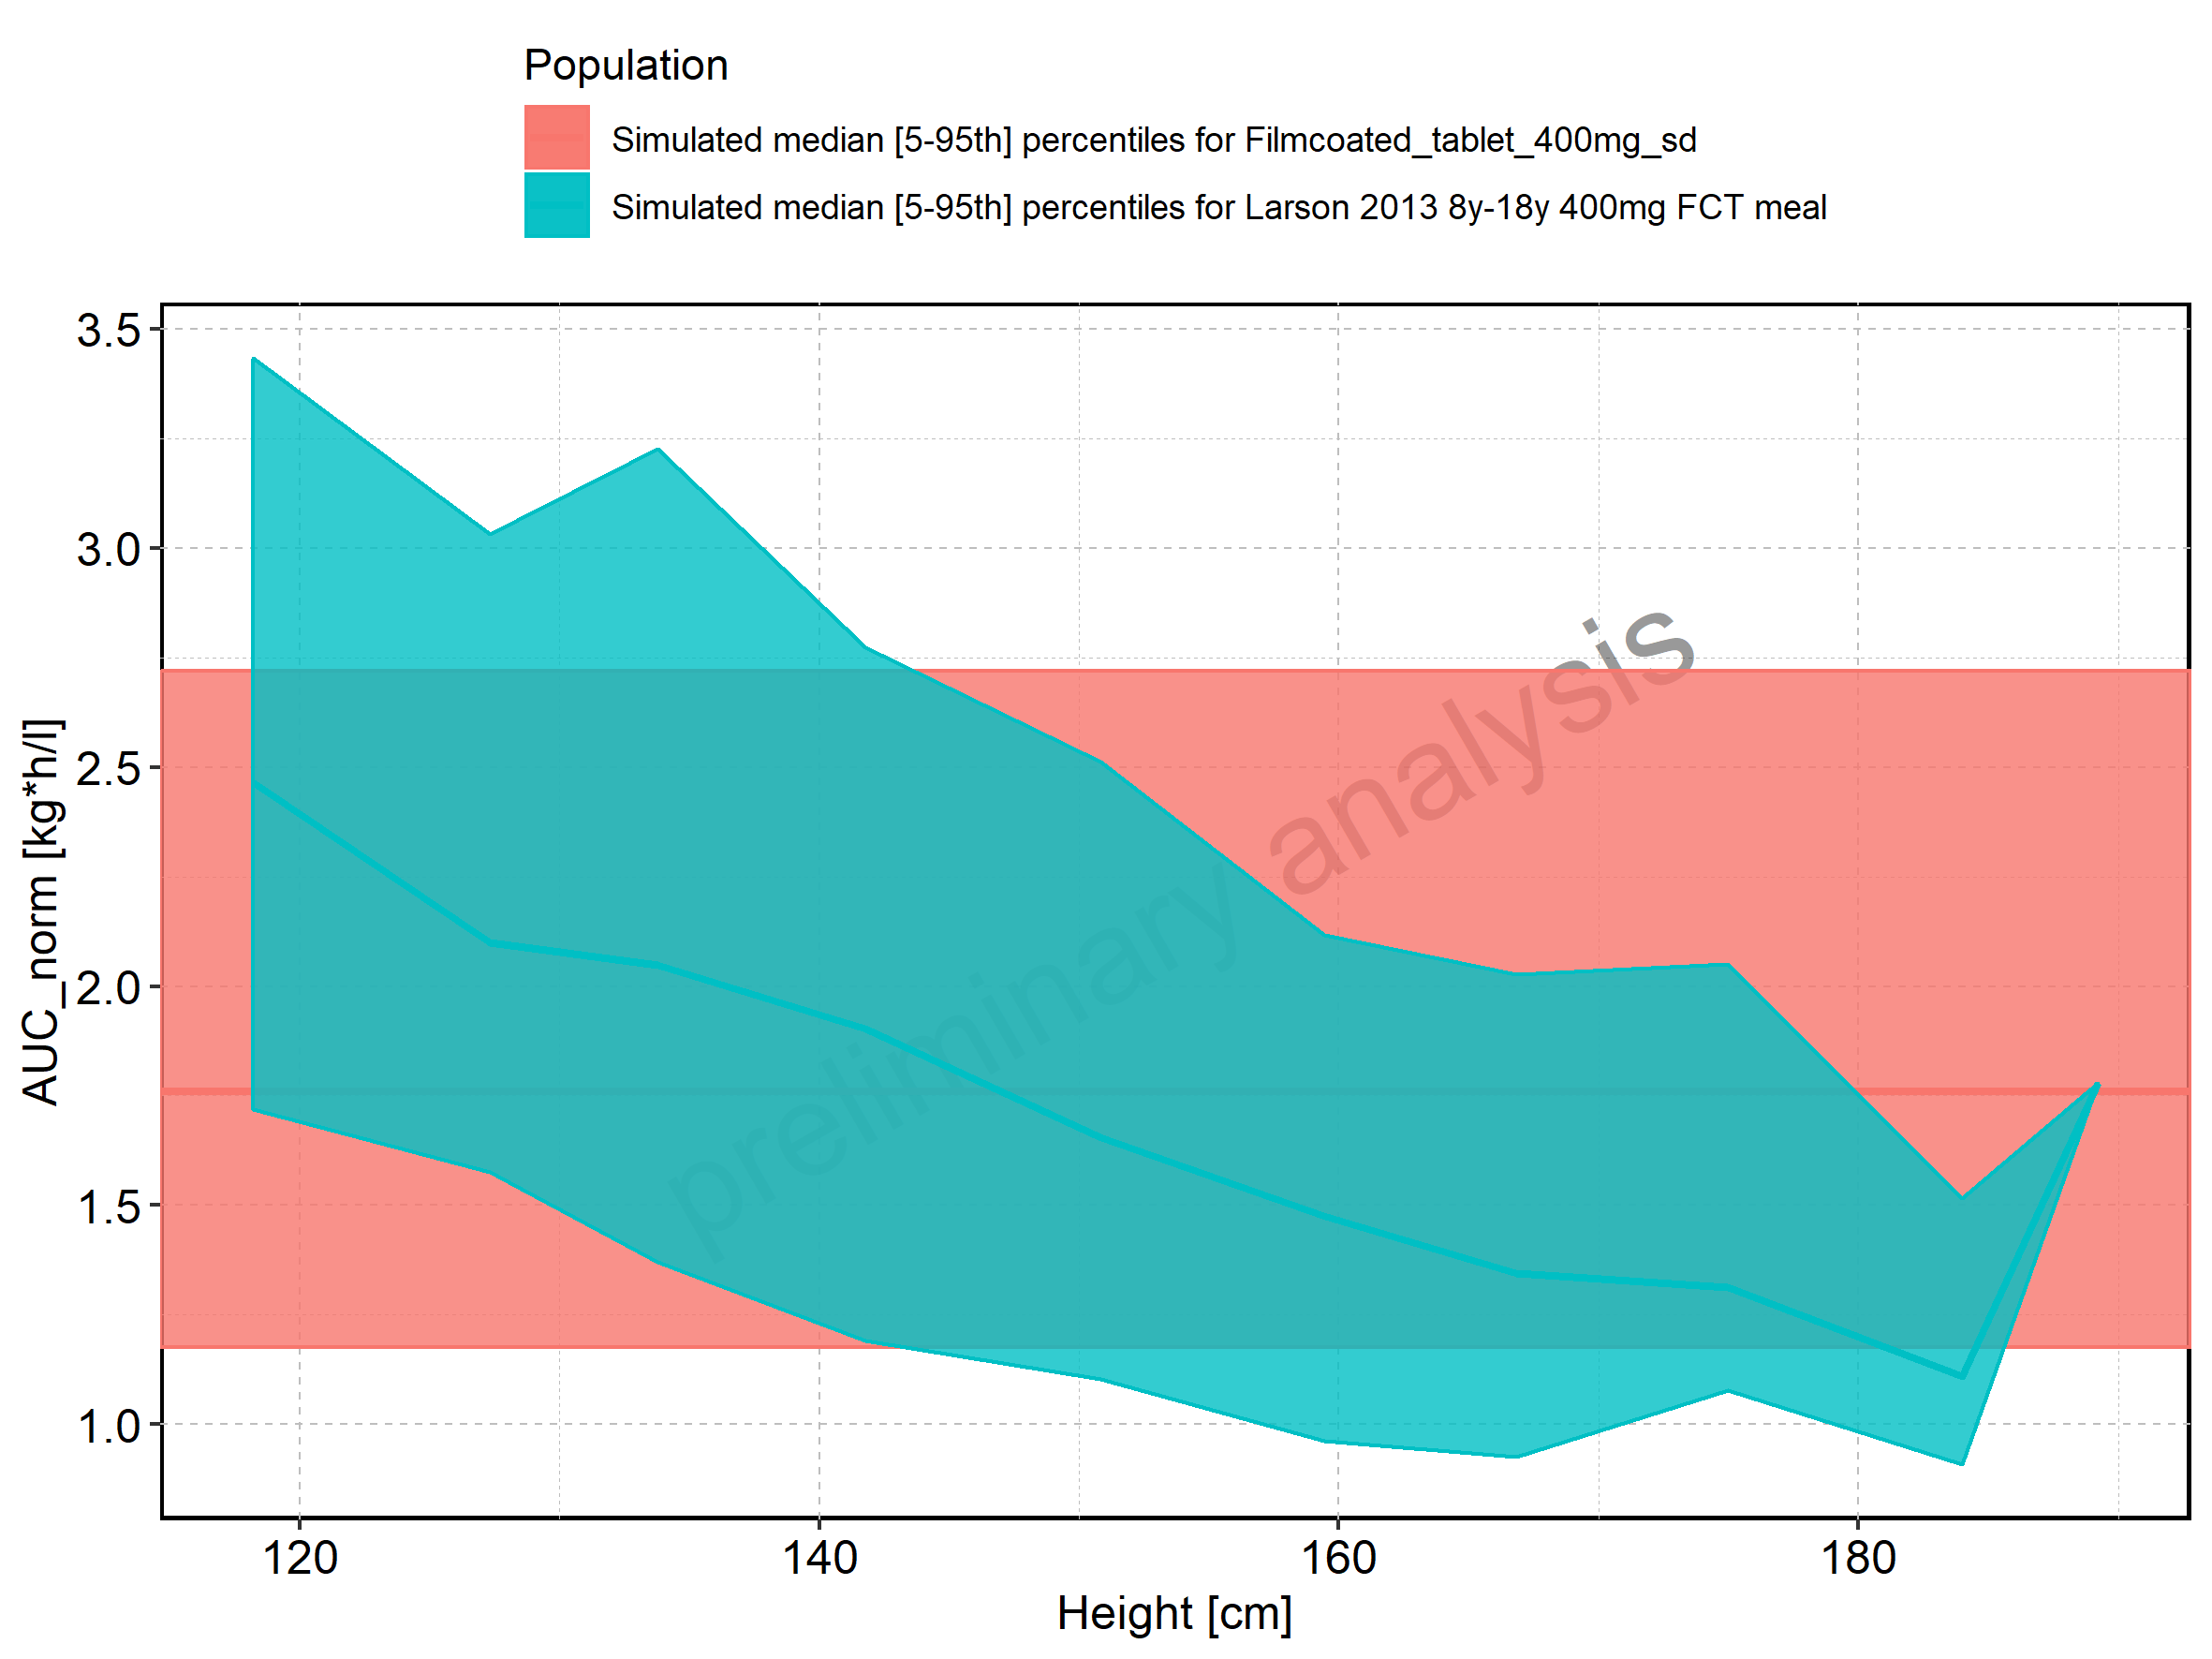 Population
Simulated median [5-95th] percentiles for Filmcoated_tablet_400mg_sd
Simulated median [5-95th] percentiles for Larson 2013 8y-18y 400mg FCT meal
AUC_norm [kg*h/l]
3.5
3.0
2.5
2.0
1.5
1.0
preliminary analysis
120 140 160 180
Height [cm]